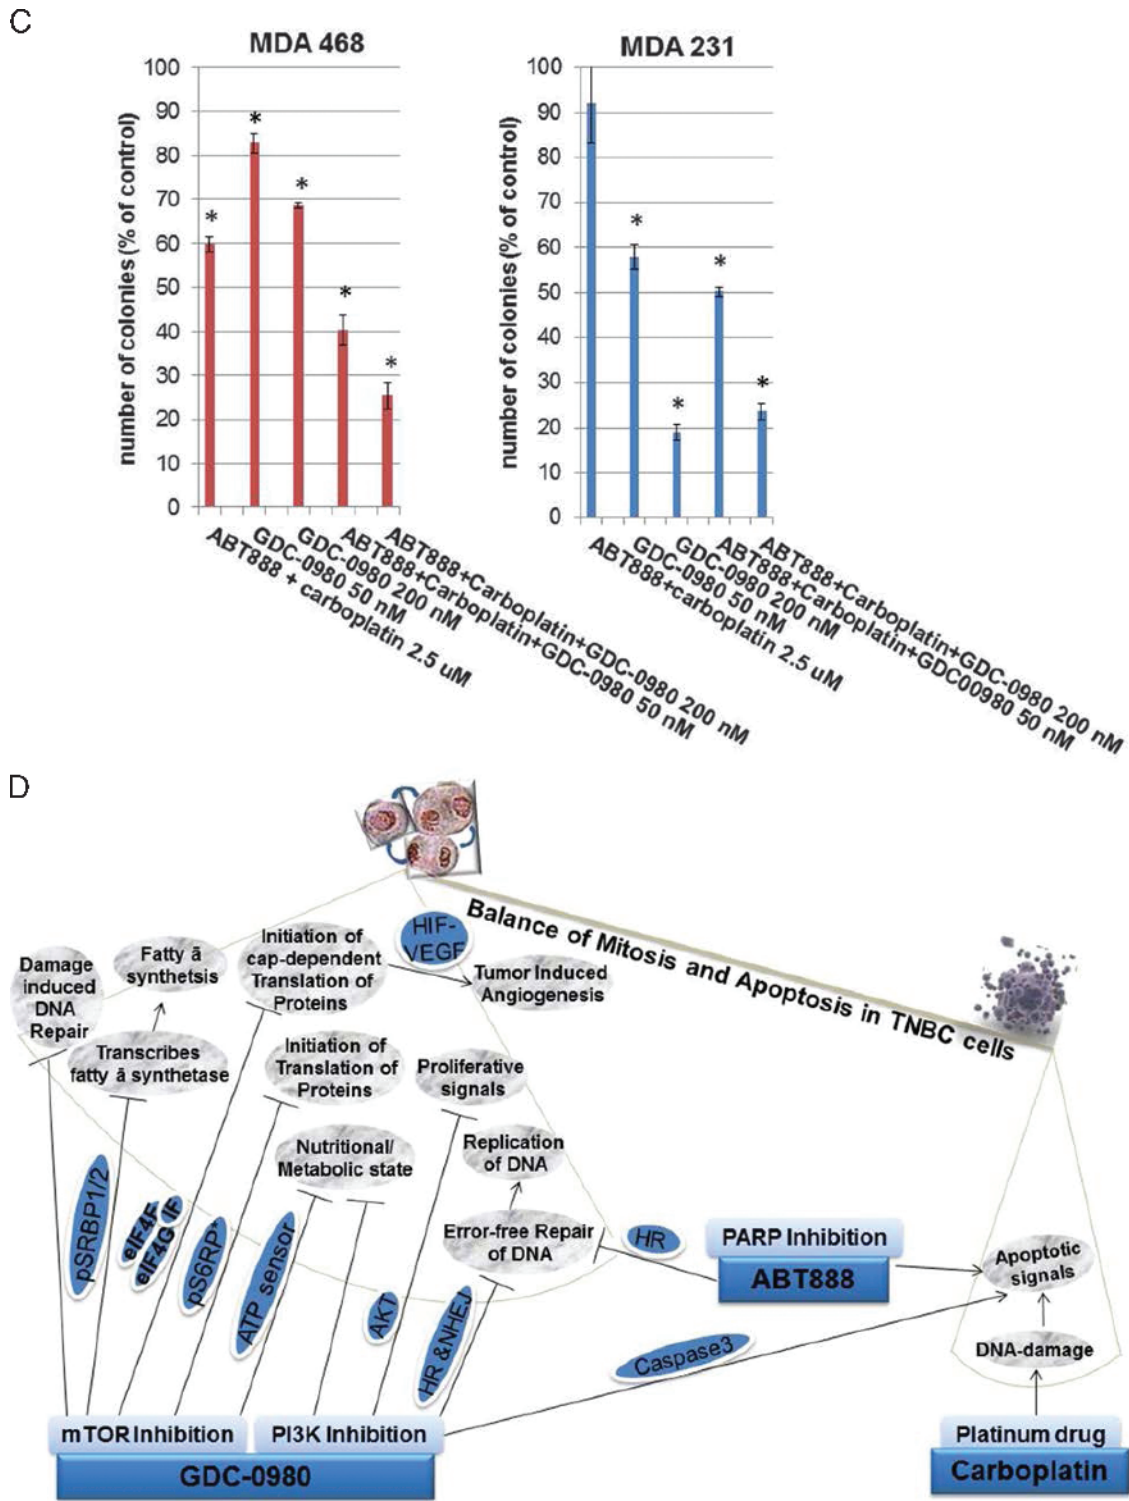 C
MDA 468
number of colonies (% of control)
100
90
80
70
60
50
40
30
20
10
0
*
*
*
*
*
ABT888 + carboplatin 2.5 uM
GDC-0980 50 nM
GDC-0980 200 nM
ABT888+Carboplatin+GDC-0980 50 nM
ABT888+Carboplatin+GDC-0980 200 nM
MDA 231
number of colonies (% of control)
100
90
80
70
60
50
40
30
20
10
0
*
*
*
*
ABT888+carboplatin 2.5 uM
GDC-0980 50 nM
GDC-0980 200 nM
ABT888+Carboplatin+GDC00980 50 nM
ABT888+Carboplatin+GDC-0980 200 nM
D
Balance of Mitosis and Apoptosis in TNBC cells
HIF-
VEGF
Damage
induced
DNA
Repair
Fatty ā
synthetsis
Initiation of
cap-dependent
Translation of
Proteins
Tumor Induced
Angiogenesis
Transcribes
fatty ā synthetase
Initiation of
Translation of
Proteins
Proliferative
signals
Nutritional/
Metabolic state
Replication
of DNA
Error-free Repair
of DNA
pSRBP1/2
eIF4F
eIF4G
IF
pS6RP*
ATP sensor
AKT
HR &NHEJ
HR
PARP Inhibition
ABT888
Apoptotic
signals
Caspase3
DNA-damage
mTOR Inhibition
PI3K Inhibition
GDC-0980
Platinum drug
Carboplatin